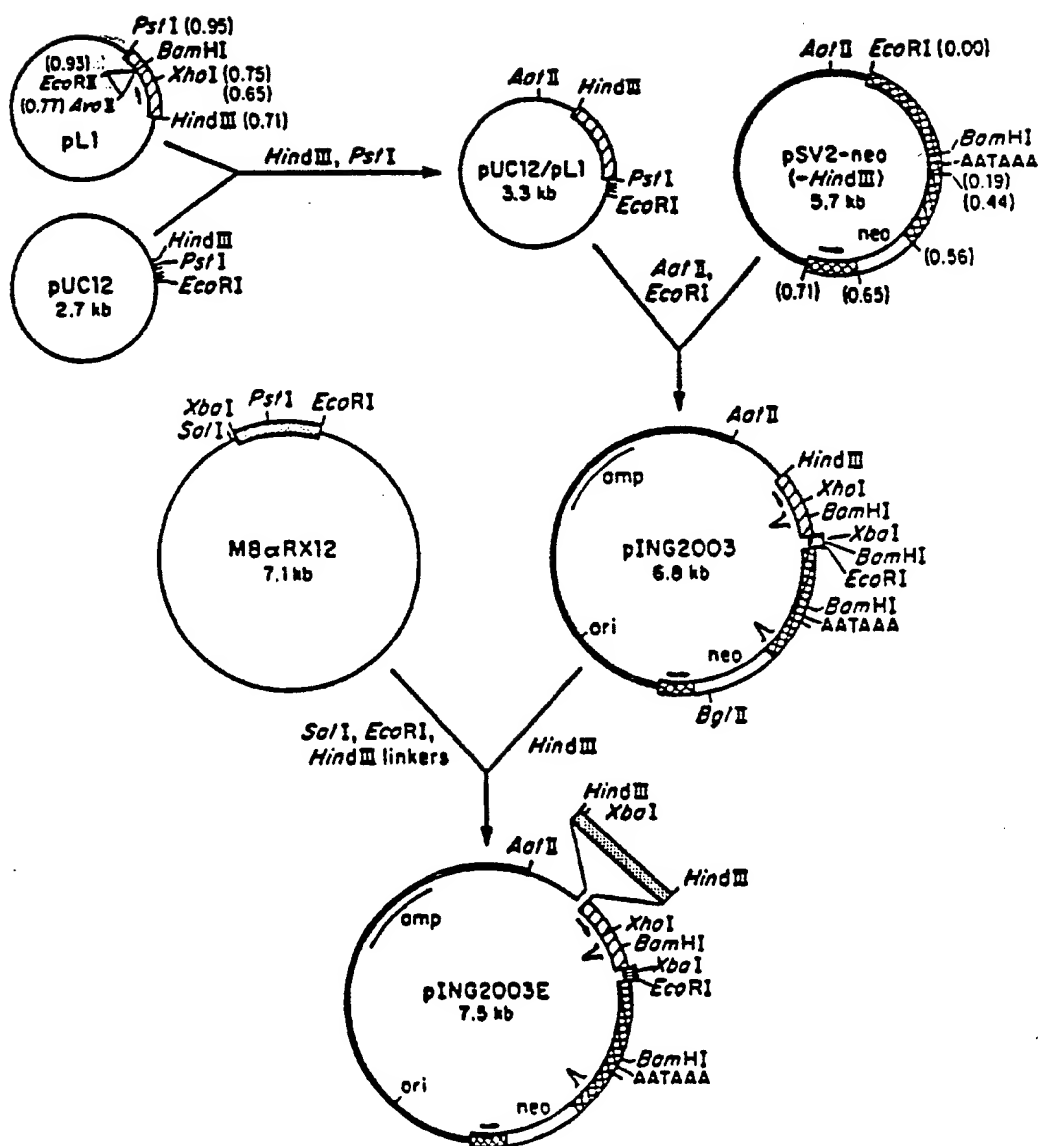 PstI (0.95)
BamHI
(0.93)
EcoRII
XhoI (0.75)
(0.65)
(0.77) AvaII
HindIII (0.71)
pL1
HindIII, PstI
HindIII
PstI
EcoRI
pUC12
2.7 kb
AatII
HindIII
pUC12/pL1
3.3 kb
PstI
EcoRI
AatII
EcoRI (0.00)
pSV2-neo
(-HindIII)
5.7 kb
BamHI
AATAAA
(0.19)
(0.44)
neo
(0.56)
(0.71)
(0.65)
AatII,
EcoRI
XbaI
SalI
PstI
EcoRI
M8αRX12
7.1 kb
AatII
HindIII
amp
XhoI
BamHI
XbaI
BamHI
EcoRI
pING2003
6.8 kb
BamHI
AATAAA
ori
neo
BglII
SalI, EcoRI,
HindIII linkers
HindIII
HindIII
XbaI
AatII
HindIII
amp
XhoI
BamHI
XbaI
EcoRI
pING2003E
7.5 kb
BamHI
AATAAA
ori
neo